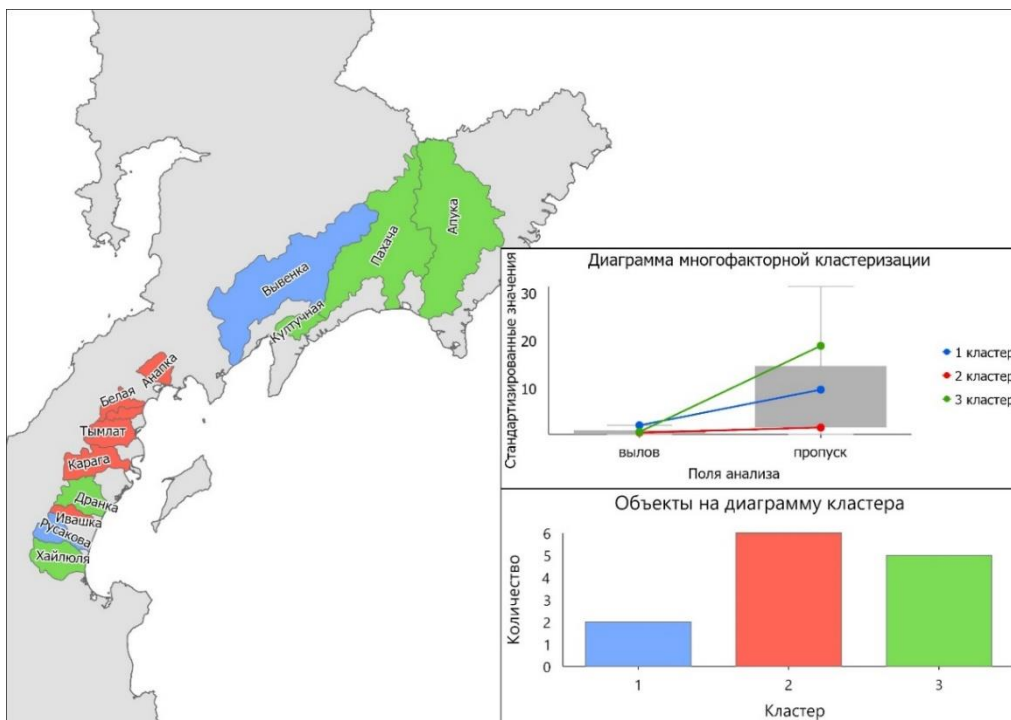 Апука
Пахача
Вывенка
Култучная
Анапка
Белая
Тымлат
Карага
Дранка
Ивашка
Русакова
Хайлюля
Диаграмма многофакторной кластеризации
Стандартизированные значения
30
20
10
1 кластер
2 кластер
3 кластер
вылов
пропуск
Поля анализа
Объекты на диаграмму кластера
Количество
6
5
4
3
2
1
0
1
2
3
Кластер